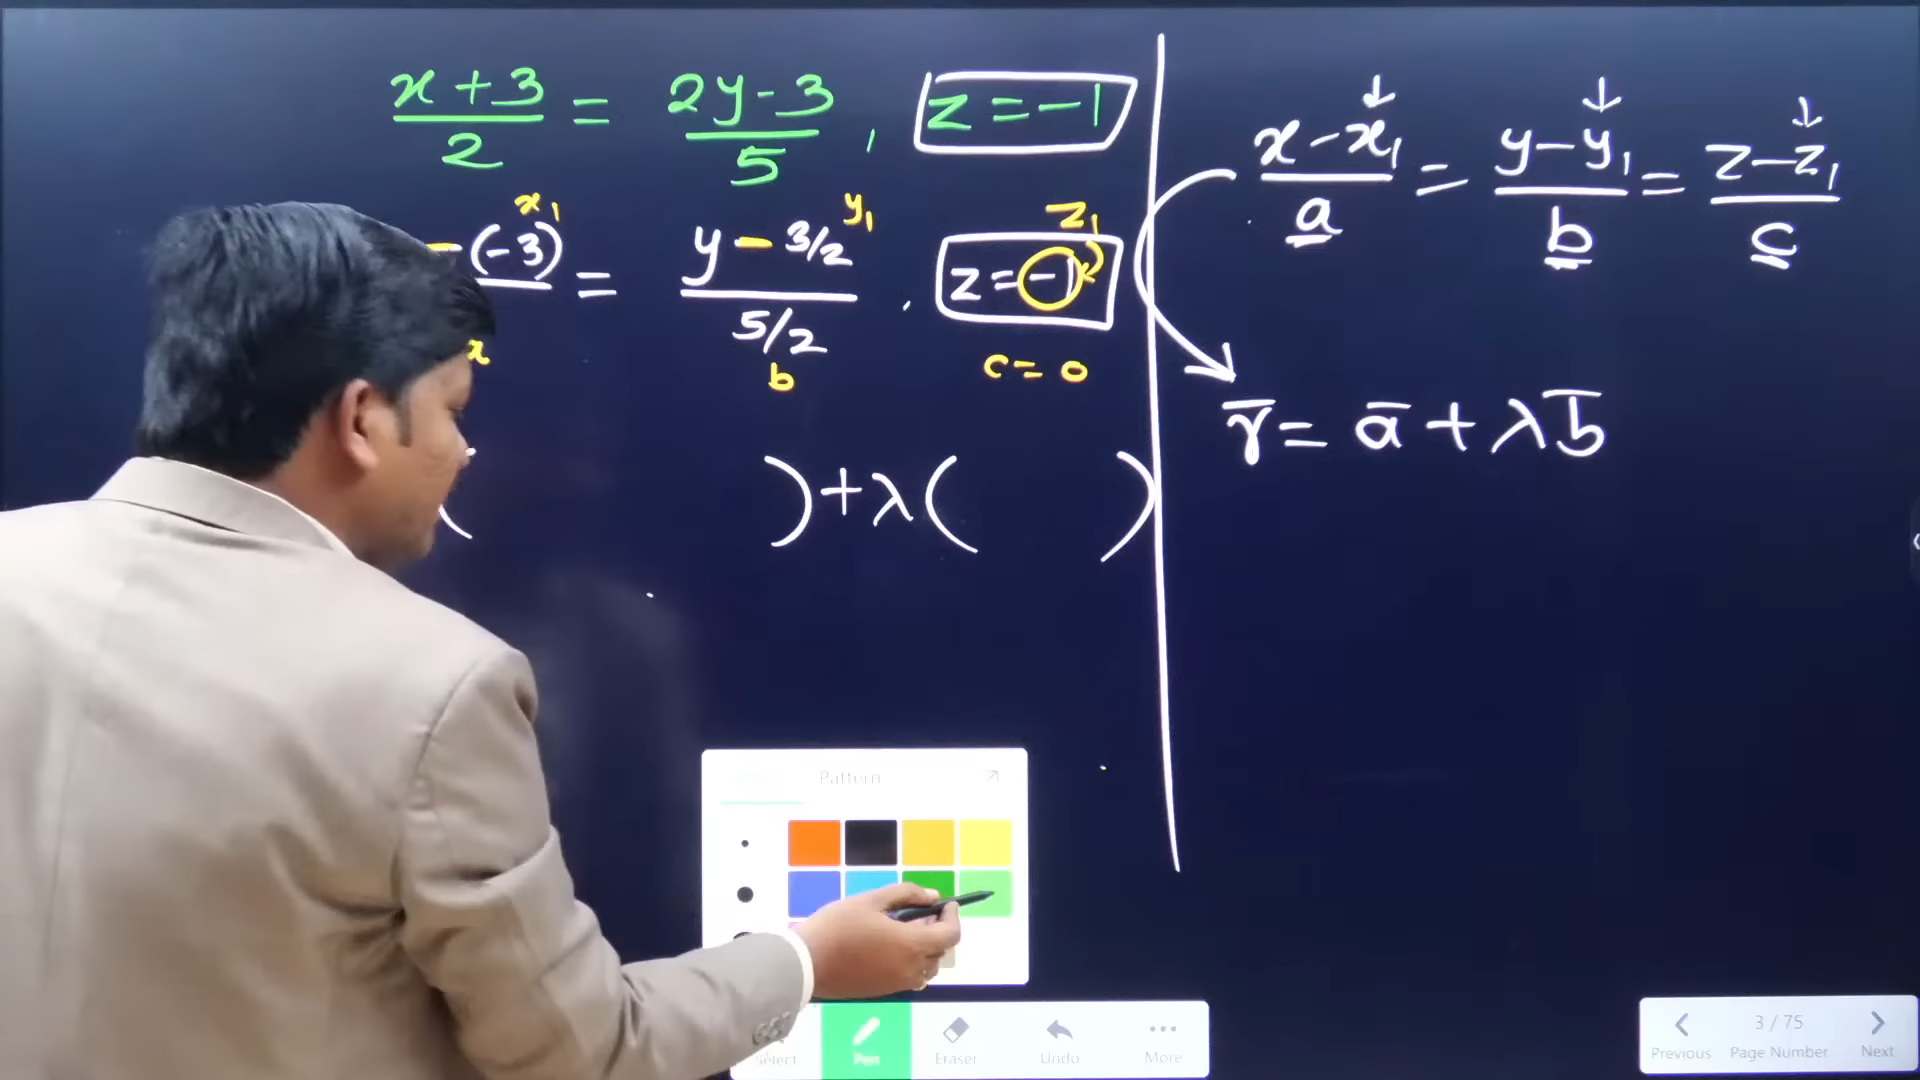 x + 3 / 2 = 2y - 3 / 5 , z = -1
x₁ y₁ z₁
- (-3) = y - 3/2 / 5/2 . z = -1
b c = 0
( ) + λ ( )
x - x₁ / a = y - y₁ / b = z - z₁ / c
r̄ = ā + λb̄
Pattern
Select Pen Eraser Undo More
3 / 75
Previous Page Number Next